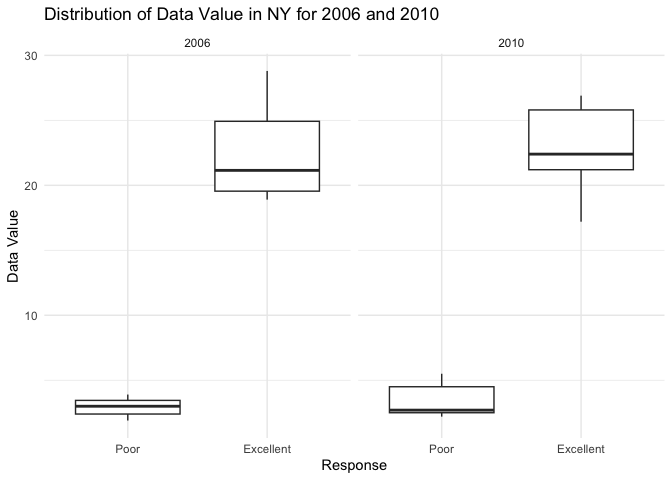 Distribution of Data Value in NY for 2006 and 2010
2006
2010
30
20
10
Data Value
Poor
Excellent
Poor
Excellent
Response